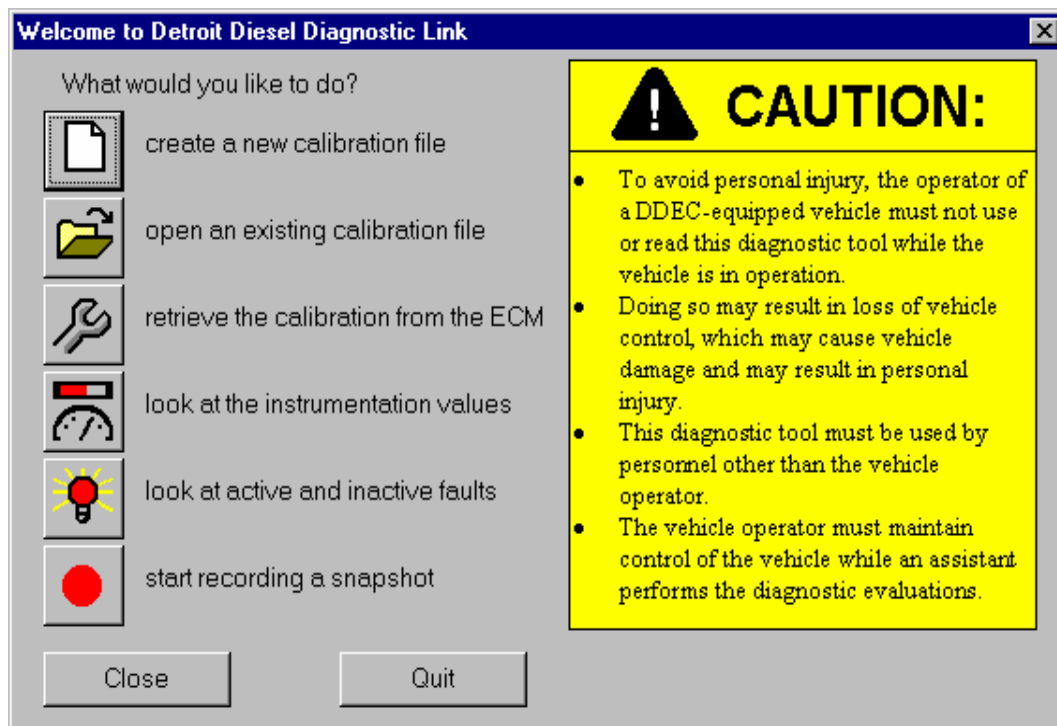 Welcome to Detroit Diesel Diagnostic Link
What would you like to do?
create a new calibration file
open an existing calibration file
retrieve the calibration from the ECM
look at the instrumentation values
look at active and inactive faults
start recording a snapshot
Close
Quit
CAUTION:
• To avoid personal injury, the operator of
a DDEC-equipped vehicle must not use
or read this diagnostic tool while the
vehicle is in operation.
• Doing so may result in loss of vehicle
control, which may cause vehicle
damage and may result in personal
injury.
• This diagnostic tool must be used by
personnel other than the vehicle
operator.
• The vehicle operator must maintain
control of the vehicle while an assistant
performs the diagnostic evaluations.